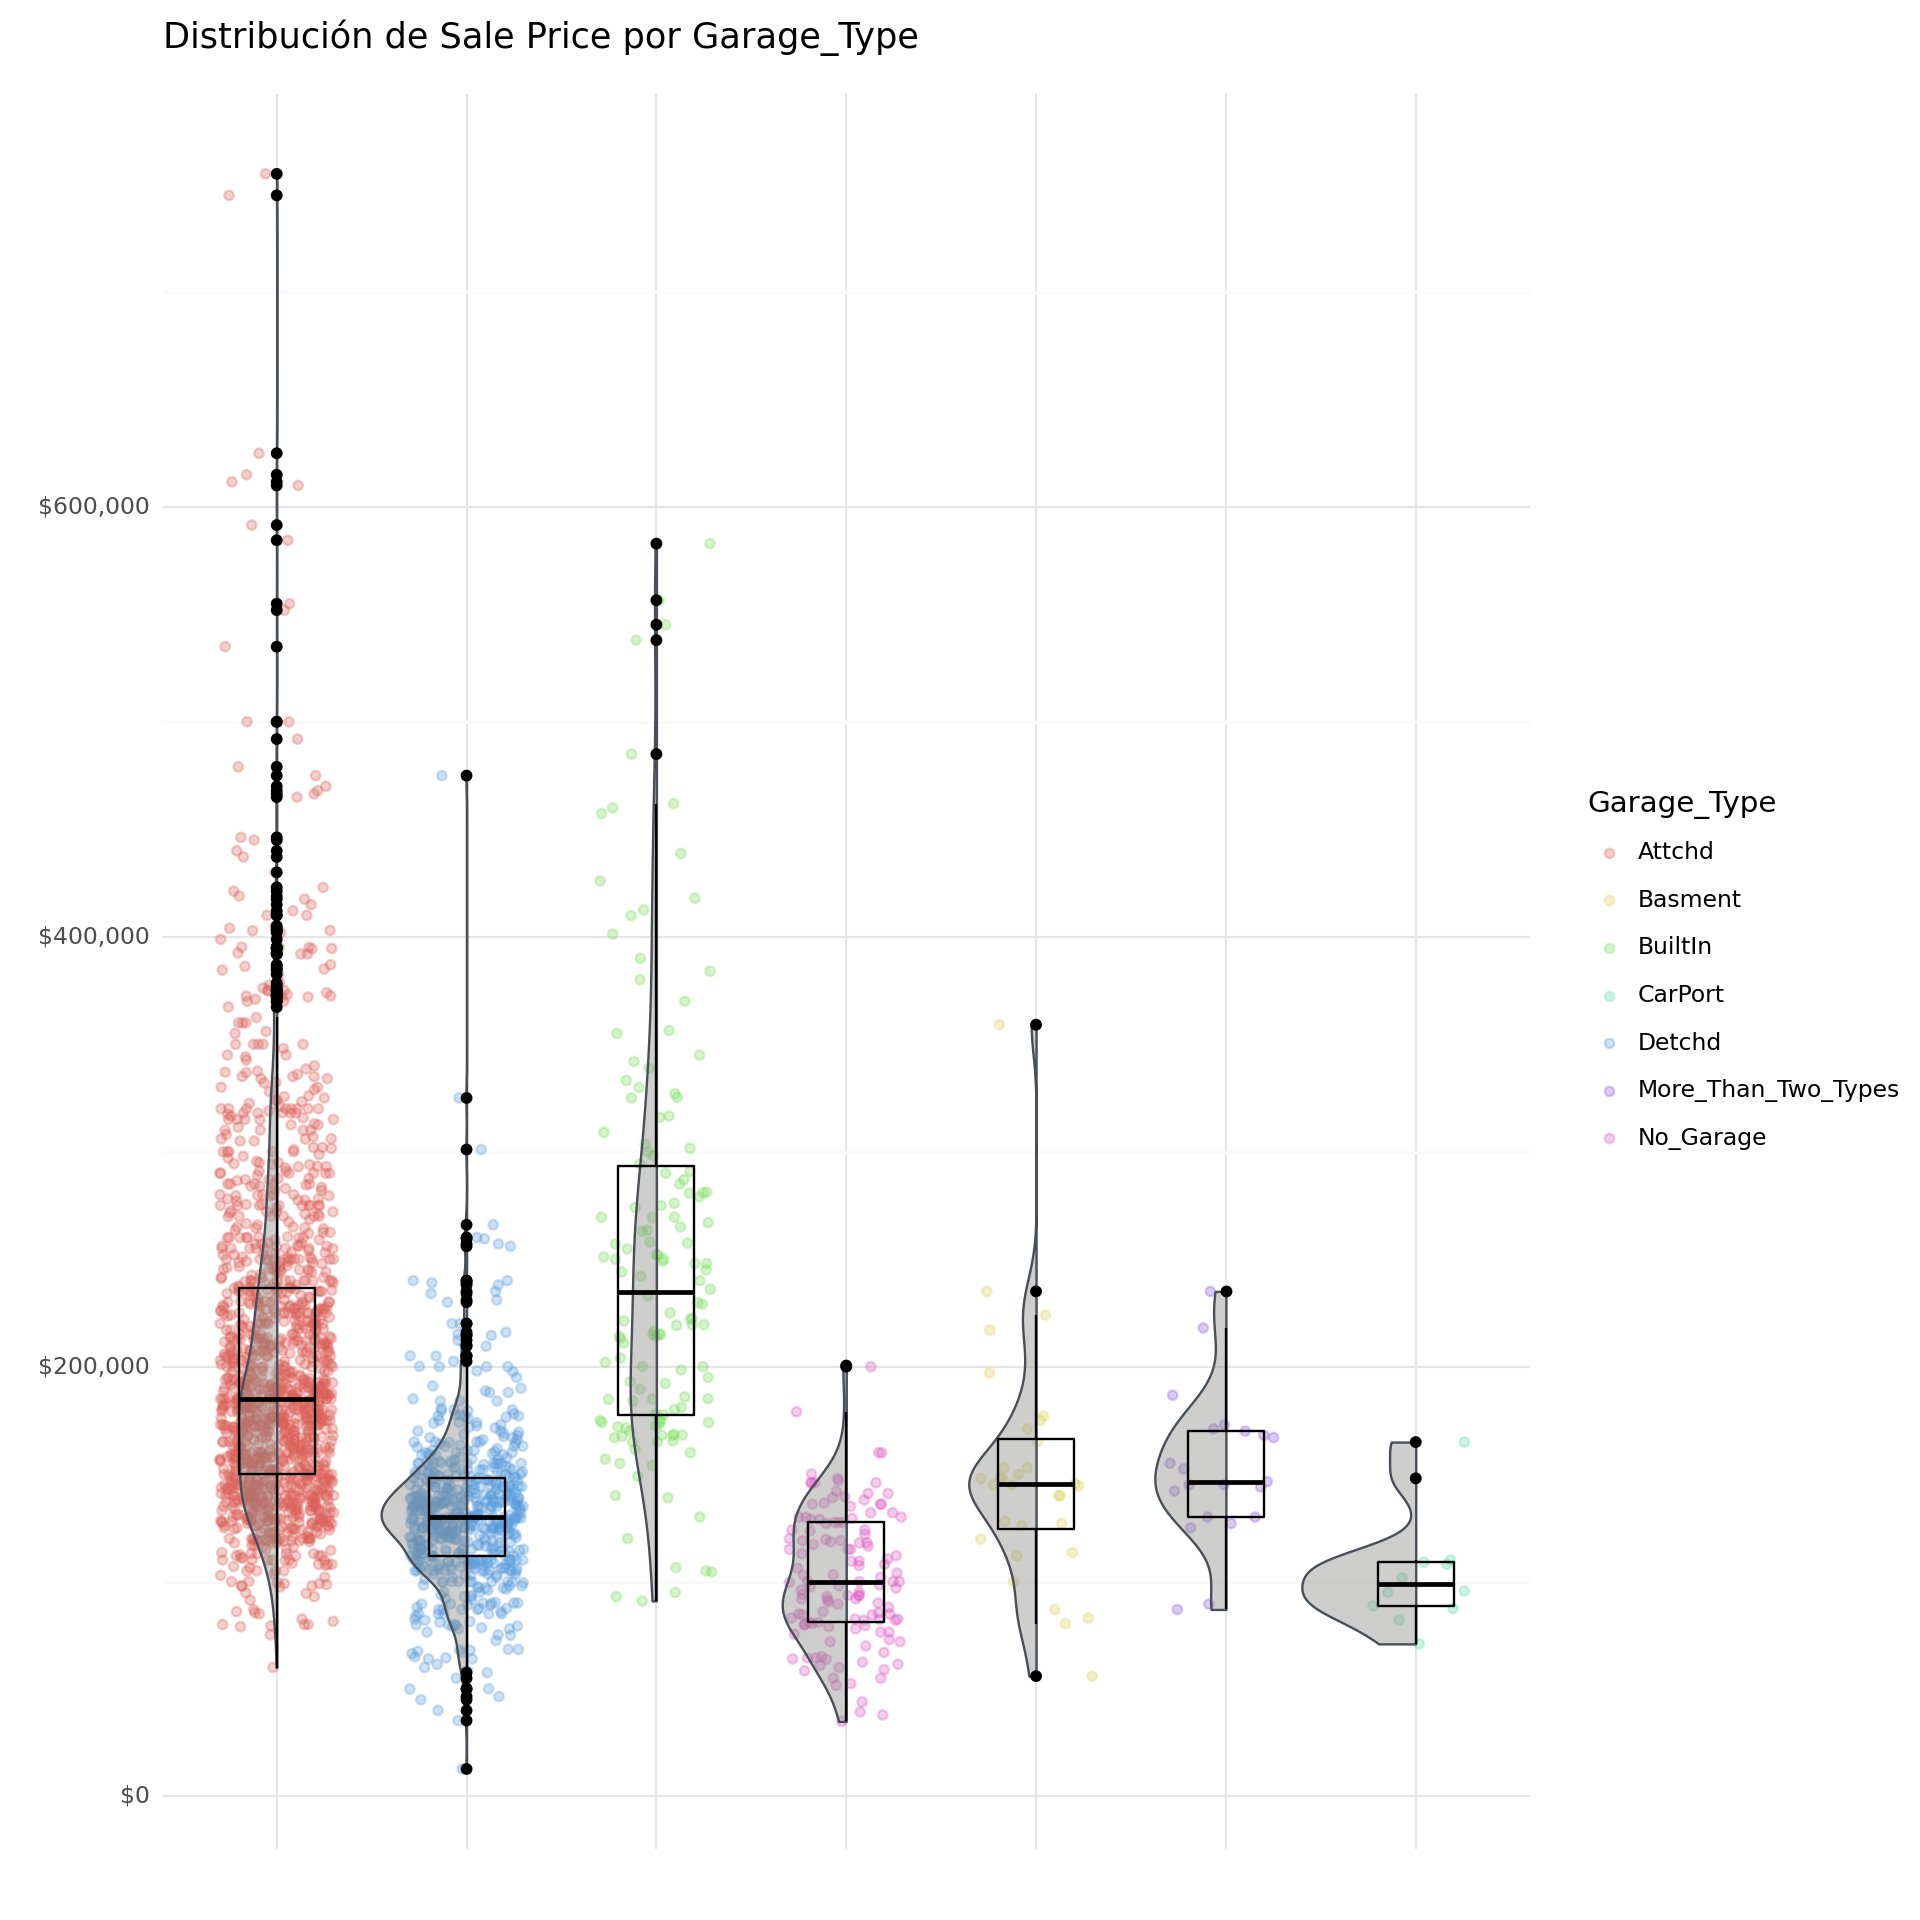 Distribución de Sale Price por Garage_Type
$600,000
$400,000
$200,000
$0
Garage_Type
Attchd
Basment
BuiltIn
CarPort
Detchd
More_Than_Two_Types
No_Garage